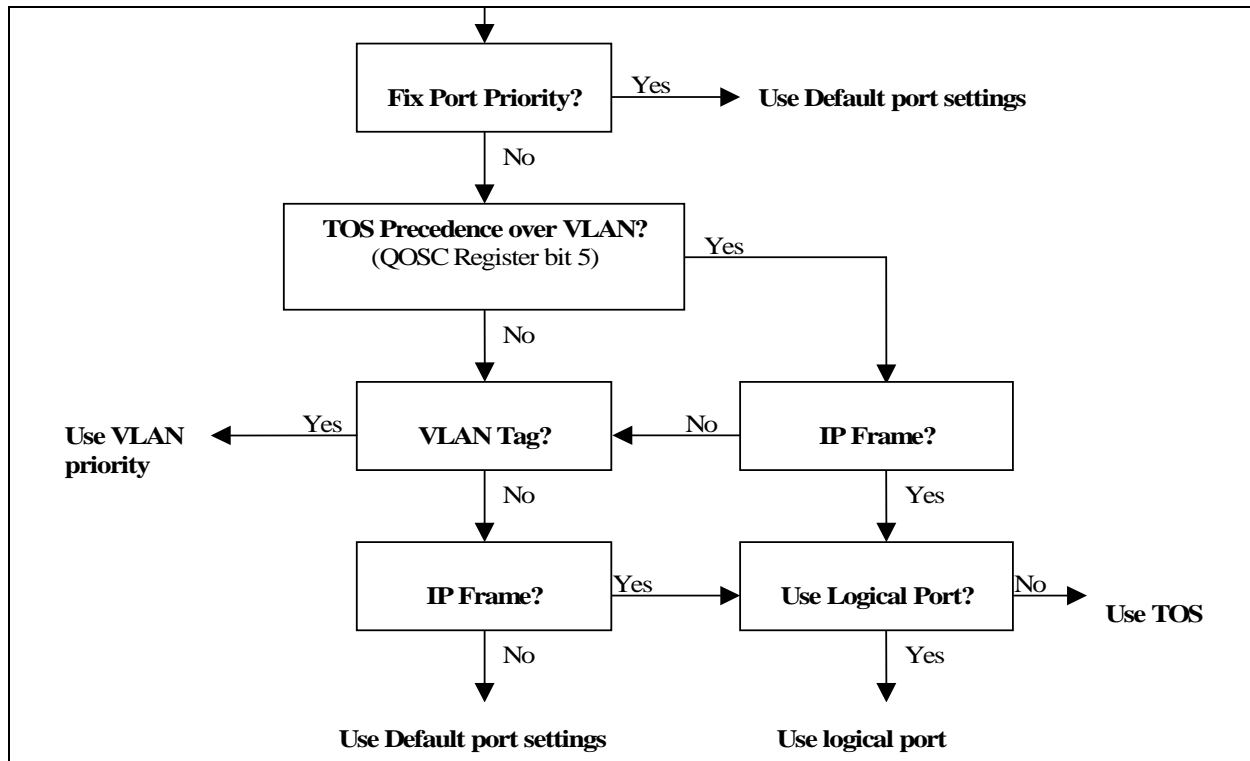 Fix Port Priority?
Yes
Use Default port settings
No
TOS Precedence over VLAN?
(QOSC Register bit 5)
Yes
No
Use VLAN
priority
Yes
VLAN Tag?
No
IP Frame?
No
Yes
IP Frame?
Yes
Use Logical Port?
No
Use TOS
No
Yes
Use Default port settings
Use logical port